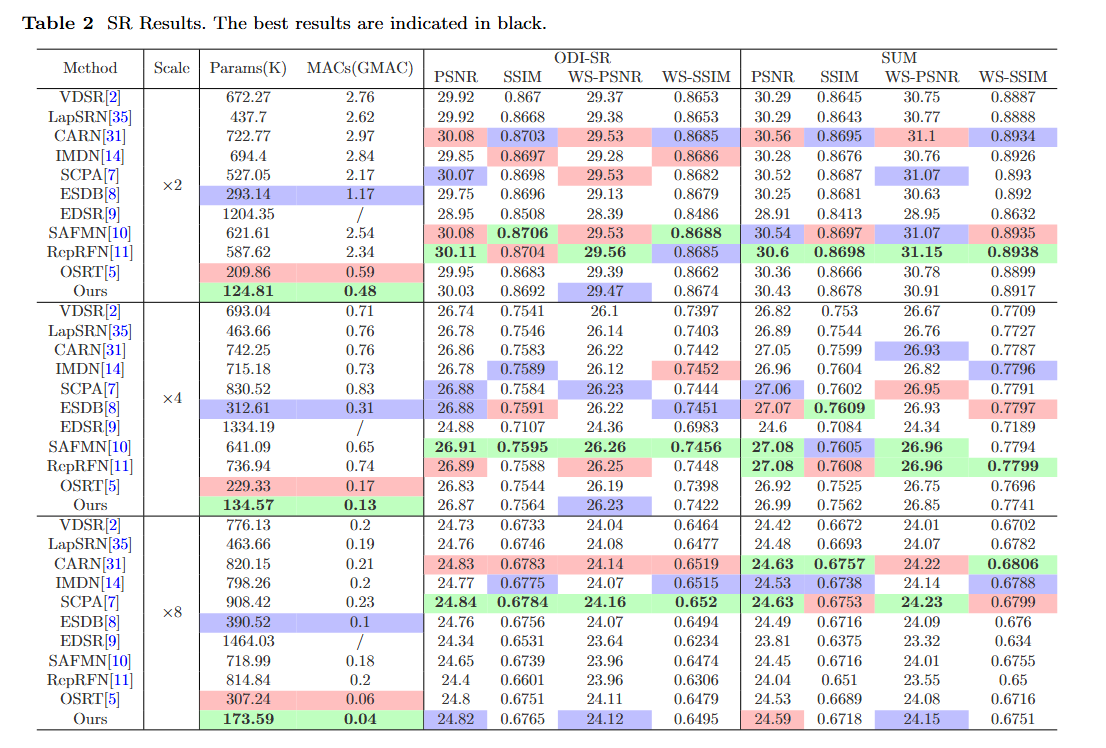 Table 2 SR Results. The best results are indicated in black.
Method Scale Params(K) MACs(GMAC) ODI-SR SUM
PSNR SSIM WS-PSNR WS-SSIM PSNR SSIM WS-PSNR WS-SSIM
×2
VDSR[2] 672.27 2.76 29.92 0.867 29.37 0.8653 30.29 0.8645 30.75 0.8887
LapSRN[35] 437.7 2.62 29.92 0.8668 29.38 0.8653 30.29 0.8643 30.77 0.8888
CARN[31] 722.77 2.97 30.08 0.8703 29.53 0.8685 30.56 0.8695 31.1 0.8934
IMDN[14] 694.4 2.84 29.85 0.8697 29.28 0.8686 30.28 0.8676 30.76 0.8926
SCPA[7] 527.05 2.17 30.07 0.8698 29.53 0.8682 30.52 0.8687 31.07 0.893
ESDB[8] 293.14 1.17 29.75 0.8696 29.13 0.8679 30.25 0.8681 30.63 0.892
EDSR[9] 1204.35 / 28.95 0.8508 28.39 0.8486 28.91 0.8413 28.95 0.8632
SAFMN[10] 621.61 2.54 30.08 0.8706 29.53 0.8688 30.54 0.8697 31.07 0.8935
RepRFN[11] 587.62 2.34 30.11 0.8704 29.56 0.8685 30.6 0.8698 31.15 0.8938
OSRT[5] 209.86 0.59 29.95 0.8683 29.39 0.8662 30.36 0.8666 30.78 0.8899
Ours 124.81 0.48 30.03 0.8692 29.47 0.8674 30.43 0.8678 30.91 0.8917
×4
VDSR[2] 693.04 0.71 26.74 0.7541 26.1 0.7397 26.82 0.753 26.67 0.7709
LapSRN[35] 463.66 0.76 26.78 0.7546 26.14 0.7403 26.89 0.7544 26.76 0.7727
CARN[31] 742.25 0.76 26.86 0.7583 26.22 0.7442 27.05 0.7599 26.93 0.7787
IMDN[14] 715.18 0.73 26.78 0.7589 26.12 0.7452 26.96 0.7604 26.82 0.7796
SCPA[7] 830.52 0.83 26.88 0.7584 26.23 0.7444 27.06 0.7602 26.95 0.7791
ESDB[8] 312.61 0.31 26.88 0.7591 26.22 0.7451 27.07 0.7609 26.93 0.7797
EDSR[9] 1334.19 / 24.88 0.7107 24.36 0.6983 24.6 0.7084 24.34 0.7189
SAFMN[10] 641.09 0.65 26.91 0.7595 26.26 0.7456 27.08 0.7605 26.96 0.7794
RepRFN[11] 736.94 0.74 26.89 0.7588 26.25 0.7448 27.08 0.7608 26.96 0.7799
OSRT[5] 229.33 0.17 26.83 0.7544 26.19 0.7398 26.92 0.7525 26.75 0.7696
Ours 134.57 0.13 26.87 0.7564 26.23 0.7422 26.99 0.7562 26.85 0.7741
×8
VDSR[2] 776.13 0.2 24.73 0.6733 24.04 0.6464 24.42 0.6672 24.01 0.6702
LapSRN[35] 463.66 0.19 24.76 0.6746 24.08 0.6477 24.48 0.6693 24.07 0.6782
CARN[31] 820.15 0.21 24.83 0.6783 24.14 0.6519 24.63 0.6757 24.22 0.6806
IMDN[14] 798.26 0.2 24.77 0.6775 24.07 0.6515 24.53 0.6738 24.14 0.6788
SCPA[7] 908.42 0.23 24.84 0.6784 24.16 0.652 24.63 0.6753 24.23 0.6799
ESDB[8] 390.52 0.1 24.76 0.6756 24.07 0.6494 24.49 0.6716 24.09 0.676
EDSR[9] 1464.03 / 24.34 0.6531 23.64 0.6234 23.81 0.6375 23.32 0.634
SAFMN[10] 718.99 0.18 24.65 0.6739 23.96 0.6474 24.45 0.6716 24.01 0.6755
RepRFN[11] 814.84 0.2 24.4 0.6601 23.96 0.6306 24.04 0.651 23.55 0.65
OSRT[5] 307.24 0.06 24.8 0.6751 24.11 0.6479 24.53 0.6689 24.08 0.6716
Ours 173.59 0.04 24.82 0.6765 24.12 0.6495 24.59 0.6718 24.15 0.6751